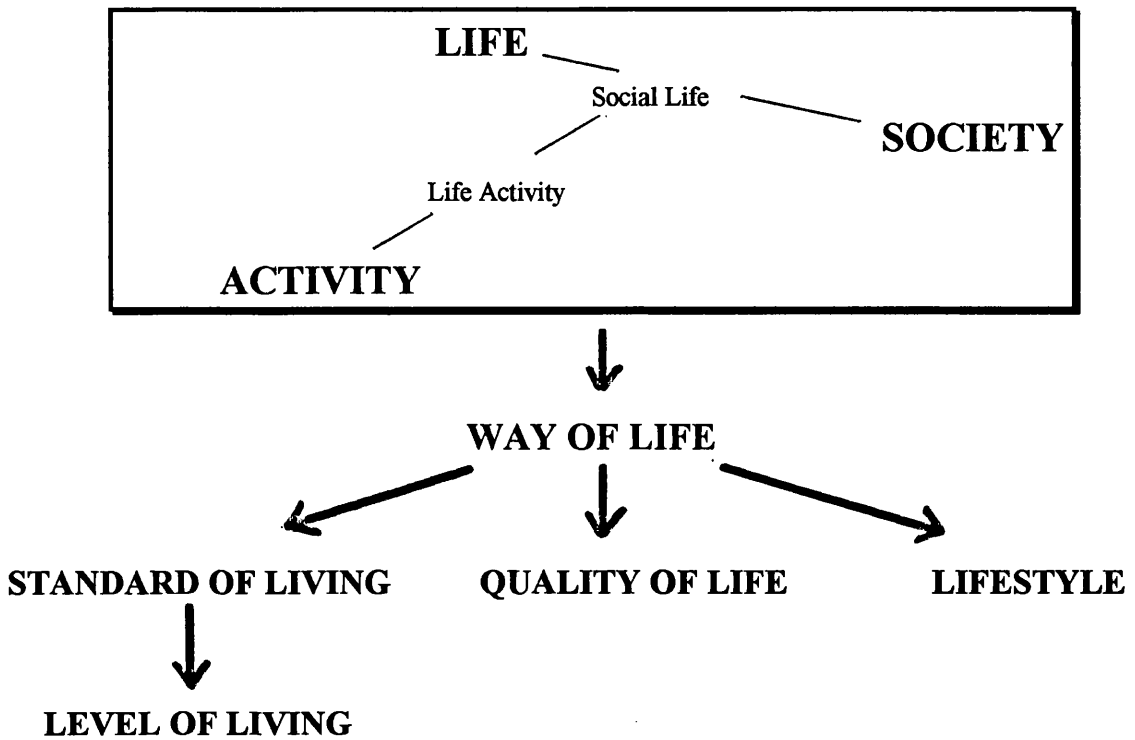 LIFE
Social Life
SOCIETY
Life Activity
ACTIVITY
WAY OF LIFE
STANDARD OF LIVING
QUALITY OF LIFE
LIFESTYLE
LEVEL OF LIVING